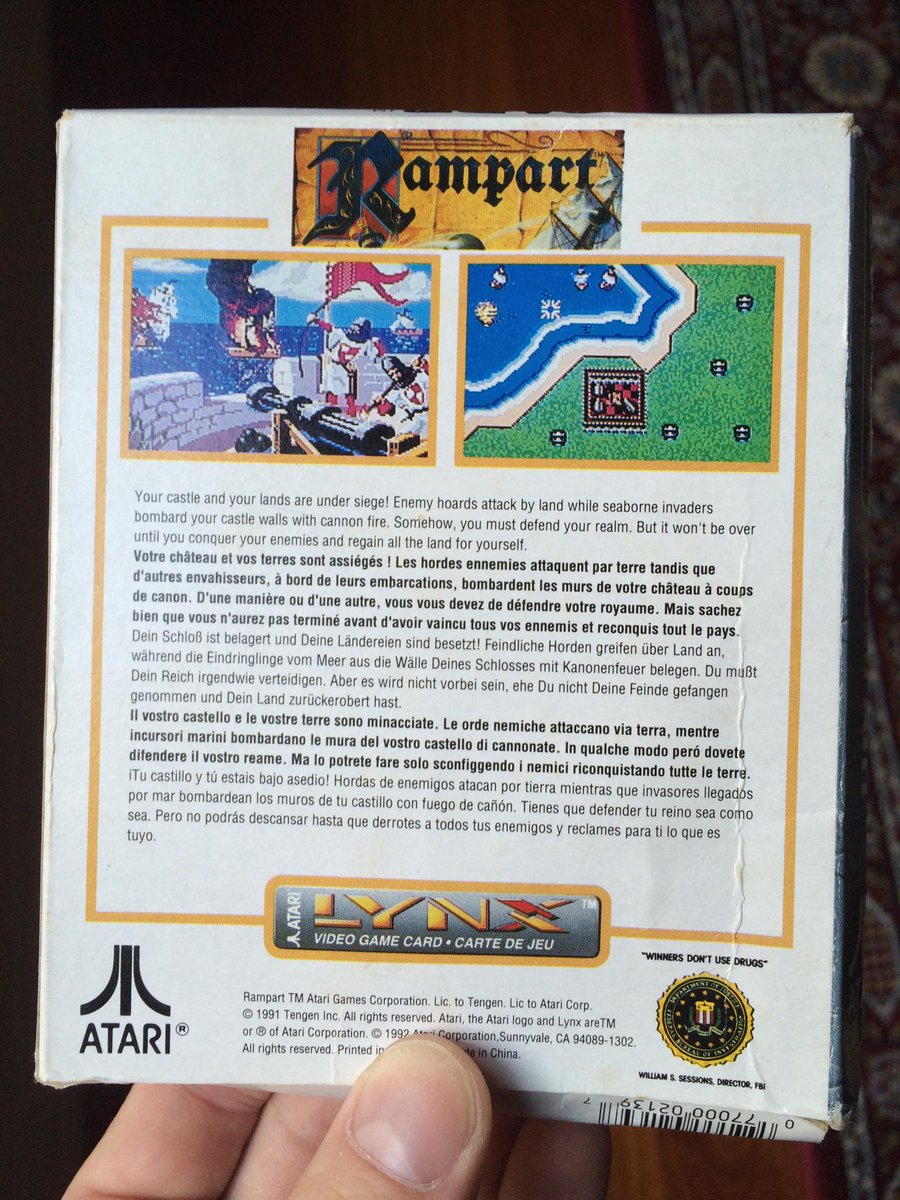 Rampart™
Your castle and your lands are under siege! Enemy hoards attack by land while seaborne invaders
bombard your castle walls with cannon fire. Somehow, you must defend your realm. But it won't be over
until you conquer your enemies and regain all the land for yourself.
Votre château et vos terres sont assiégés ! Les hordes ennemies attaquent par terre tandis que
d'autres envahisseurs, à bord de leurs embarcations, bombardent les murs de votre château à coups
de canon. D'une manière ou d'une autre, vous vous devez de défendre votre royaume. Mais sachez
bien que vous n'aurez pas terminé avant d'avoir vaincu tous vos ennemis et reconquis tout le pays.
Dein Schloß ist belagert und Deine Ländereien sind besetzt! Feindliche Horden greifen über Land an,
während die Eindringlinge vom Meer aus die Wälle Deines Schlosses mit Kanonenfeuer belegen. Du mußt
Dein Reich irgendwie verteidigen. Aber es wird nicht vorbei sein, ehe Du nicht Deine Feinde gefangen
genommen und Dein Land zurückerobert hast.
Il vostro castello e le vostre terre sono minacciate. Le orde nemiche attaccano via terra, mentre
incursori marini bombardano le mura del vostro castello di cannonate. In qualche modo peró dovete
difendere il vostro reame. Ma lo potrete fare solo sconfiggendo i nemici riconquistando tutte le terre.
¡Tu castillo y tú estais bajo asedio! Hordas de enemigos atacan por tierra mientras que invasores llegados
por mar bombardean los muros de tu castillo con fuego de cañón. Tienes que defender tu reino sea como
sea. Pero no podrás descansar hasta que derrotes a todos tus enemigos y reclames para ti lo que es
tuyo.
ATARI LYNX™
VIDEO GAME CARD • CARTE DE JEU
ATARI®
Rampart TM Atari Games Corporation. Lic. to Tengen. Lic to Atari Corp.
© 1991 Tengen Inc. All rights reserved. Atari, the Atari logo and Lynx areTM
or ® of Atari Corporation. © 1992 Atari Corporation,Sunnyvale, CA 94089-1302.
All rights reserved. Printed in in China.
"WINNERS DON'T USE DRUGS"
DEPARTMENT OF JUSTICE
FEDERAL BUREAU OF INVESTIGATION
WILLIAM S. SESSIONS, DIRECTOR, FBI
0 77000 02139 7